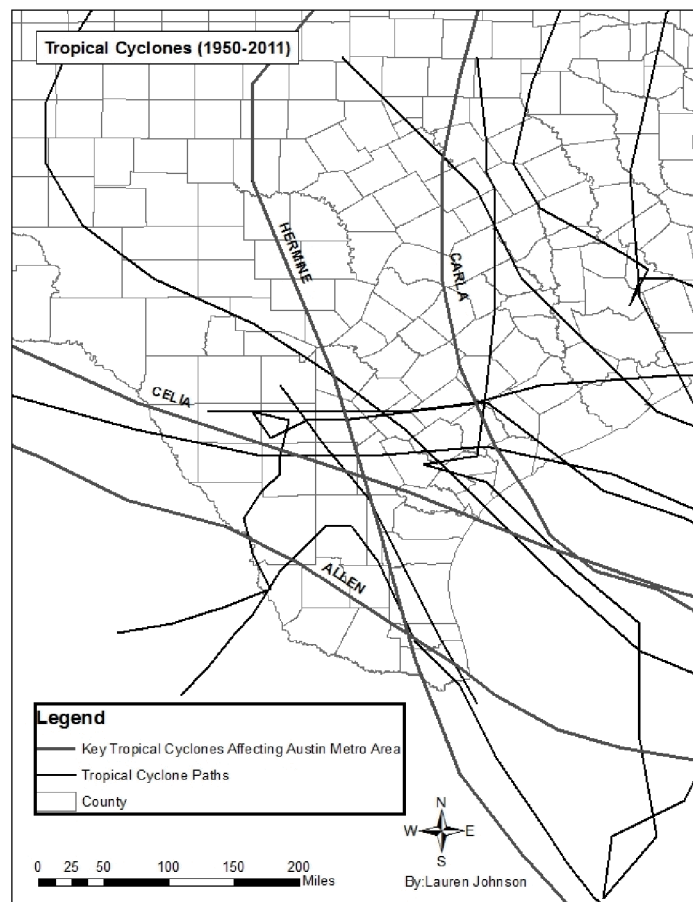 Tropical Cyclones (1950-2011)
HERMINE
CARLA
CELIA
ALLEN
Legend
Key Tropical Cyclones Affecting Austin Metro Area
Tropical Cyclone Paths
County
N
W E
S
0 25 50 100 150 200
Miles
By:Lauren Johnson